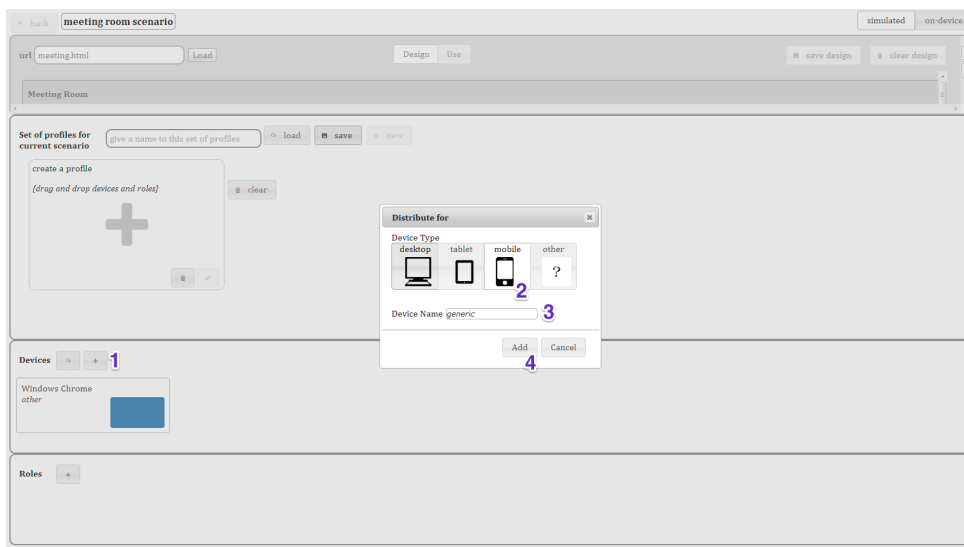 back meeting room scenario simulated on-device
url meeting.html Load Design Use save design clear design
Meeting Room
Set of profiles for
current scenario
give a name to this set of profiles load save + new
create a profile
{drag and drop devices and roles}
clear
Distribute for
Device Type
desktop tablet mobile other
?
2
Device Name generic 3
Add Cancel
4
Devices + 1
Windows Chrome
other
Roles +